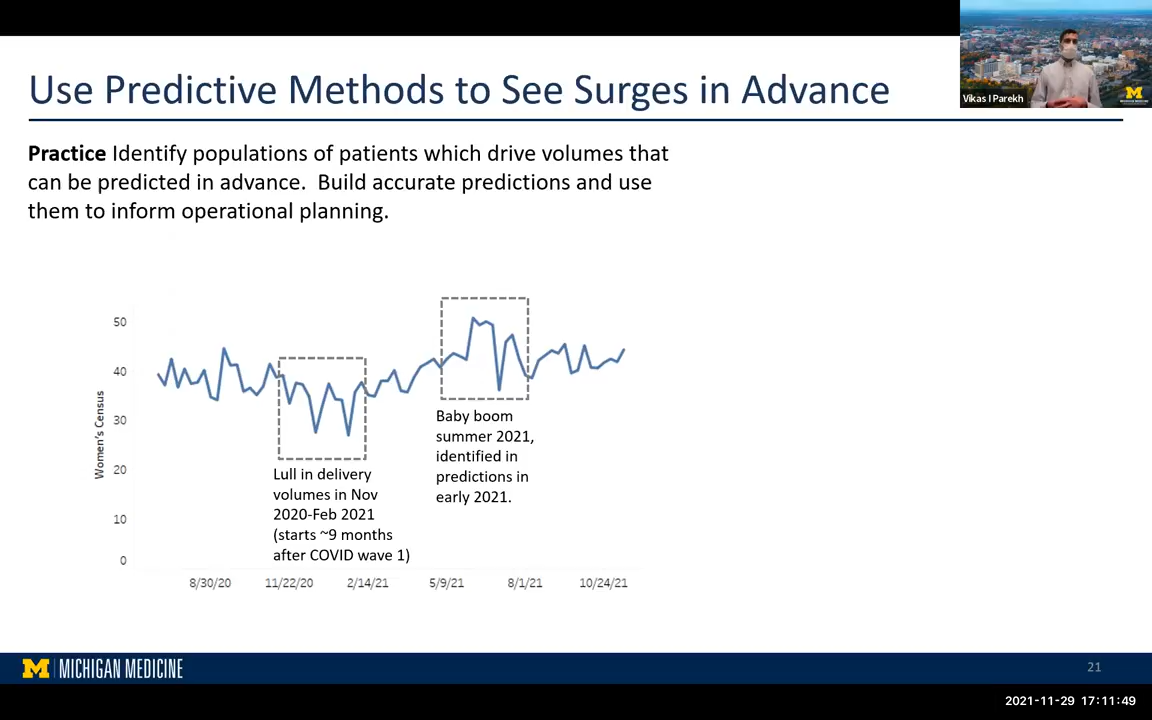 Use Predictive Methods to See Surges in Advance
Vikas I Parekh
M
MICHIGAN MEDICINE
Practice Identify populations of patients which drive volumes that
can be predicted in advance.  Build accurate predictions and use
them to inform operational planning.
Women's Census
50
40
30
20
10
0
Lull in delivery
volumes in Nov
2020-Feb 2021
(starts ~9 months
after COVID wave 1)
Baby boom
summer 2021,
identified in
predictions in
early 2021.
8/30/20 11/22/20 2/14/21 5/9/21 8/1/21 10/24/21
M MICHIGAN MEDICINE
21
2021-11-29 17:11:49